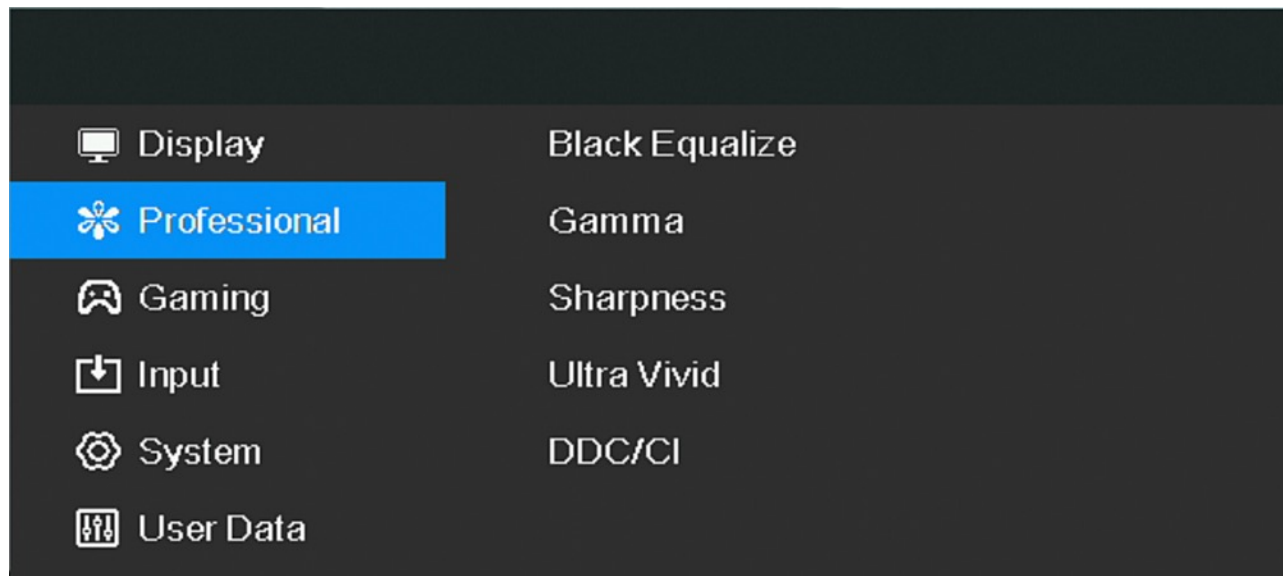 Display
Black Equalize
Professional
Gamma
Gaming
Sharpness
Input
Ultra Vivid
System
DDC/CI
User Data